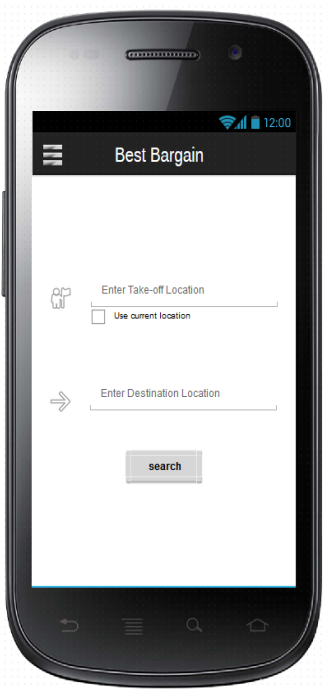 12:00
Best Bargain
Enter Take-off Location
Use current location
Enter Destination Location
search